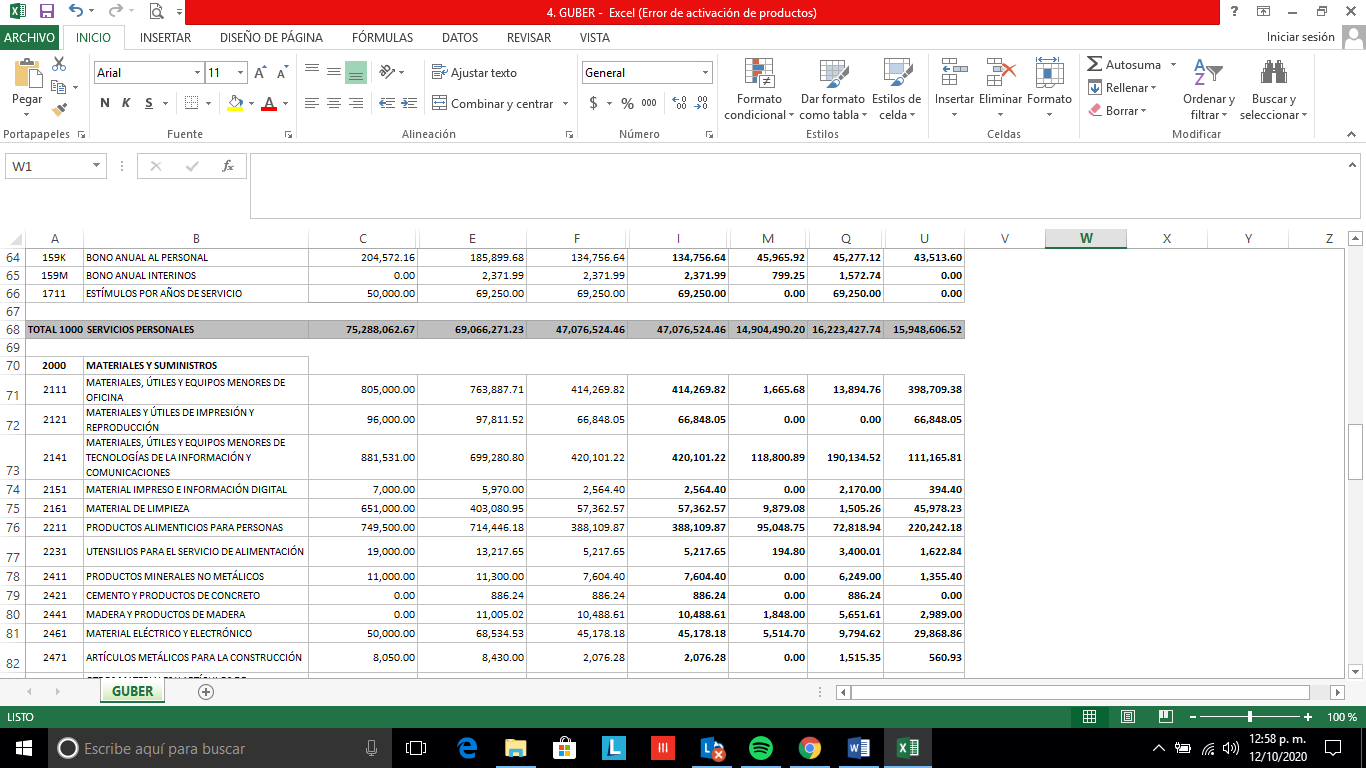 4. GUBER - Excel (Error de activación de productos)
ARCHIVO INICIO INSERTAR DISEÑO DE PÁGINA FÓRMULAS DATOS REVISAR VISTA Iniciar sesión
Pegar
Portapapeles
Arial 11
N K S
Fuente
Ajustar texto
Combinar y centrar
Alineación
General
$ % 000
Número
Formato condicional
Dar formato como tabla
Estilos de celda
Estilos
Insertar Eliminar Formato
Celdas
Autosuma
Rellenar
Borrar
Ordenar y filtrar
Buscar y seleccionar
Modificar
W1 fx
A B C E F I M Q U V W X Y Z
64 159K BONO ANUAL AL PERSONAL 204,572.16 185,899.68 134,756.64 134,756.64 45,965.92 45,277.12 43,513.60
65 159M BONO ANUAL INTERINOS 0.00 2,371.99 2,371.99 2,371.99 799.25 1,572.74 0.00
66 1711 ESTÍMULOS POR AÑOS DE SERVICIO 50,000.00 69,250.00 69,250.00 69,250.00 0.00 69,250.00 0.00
67
68 TOTAL 1000 SERVICIOS PERSONALES 75,288,062.67 69,066,271.23 47,076,524.46 47,076,524.46 14,904,490.20 16,223,427.74 15,948,606.52
69
70 2000 MATERIALES Y SUMINISTROS
71 2111 MATERIALES, ÚTILES Y EQUIPOS MENORES DE
OFICINA 805,000.00 763,887.71 414,269.82 414,269.82 1,665.68 13,894.76 398,709.38
72 2121 MATERIALES Y ÚTILES DE IMPRESIÓN Y
REPRODUCCIÓN 96,000.00 97,811.52 66,848.05 66,848.05 0.00 0.00 66,848.05
73 2141 MATERIALES, ÚTILES Y EQUIPOS MENORES DE
TECNOLOGÍAS DE LA INFORMACIÓN Y
COMUNICACIONES 881,531.00 699,280.80 420,101.22 420,101.22 118,800.89 190,134.52 111,165.81
74 2151 MATERIAL IMPRESO E INFORMACIÓN DIGITAL 7,000.00 5,970.00 2,564.40 2,564.40 0.00 2,170.00 394.40
75 2161 MATERIAL DE LIMPIEZA 651,000.00 403,080.95 57,362.57 57,362.57 9,879.08 1,505.26 45,978.23
76 2211 PRODUCTOS ALIMENTICIOS PARA PERSONAS 749,500.00 714,446.18 388,109.87 388,109.87 95,048.75 72,818.94 220,242.18
77 2231 UTENSILIOS PARA EL SERVICIO DE ALIMENTACIÓN 19,000.00 13,217.65 5,217.65 5,217.65 194.80 3,400.01 1,622.84
78 2411 PRODUCTOS MINERALES NO METÁLICOS 11,000.00 11,300.00 7,604.40 7,604.40 0.00 6,249.00 1,355.40
79 2421 CEMENTO Y PRODUCTOS DE CONCRETO 0.00 886.24 886.24 886.24 0.00 886.24 0.00
80 2441 MADERA Y PRODUCTOS DE MADERA 0.00 11,005.02 10,488.61 10,488.61 1,848.00 5,651.61 2,989.00
81 2461 MATERIAL ELÉCTRICO Y ELECTRÓNICO 50,000.00 68,534.53 45,178.18 45,178.18 5,514.70 9,794.62 29,868.86
82 2471 ARTÍCULOS METÁLICOS PARA LA CONSTRUCCIÓN 8,050.00 8,430.00 2,076.28 2,076.28 0.00 1,515.35 560.93
GUBER
LISTO 100 %
Escribe aquí para buscar
12:58 p. m.
12/10/2020